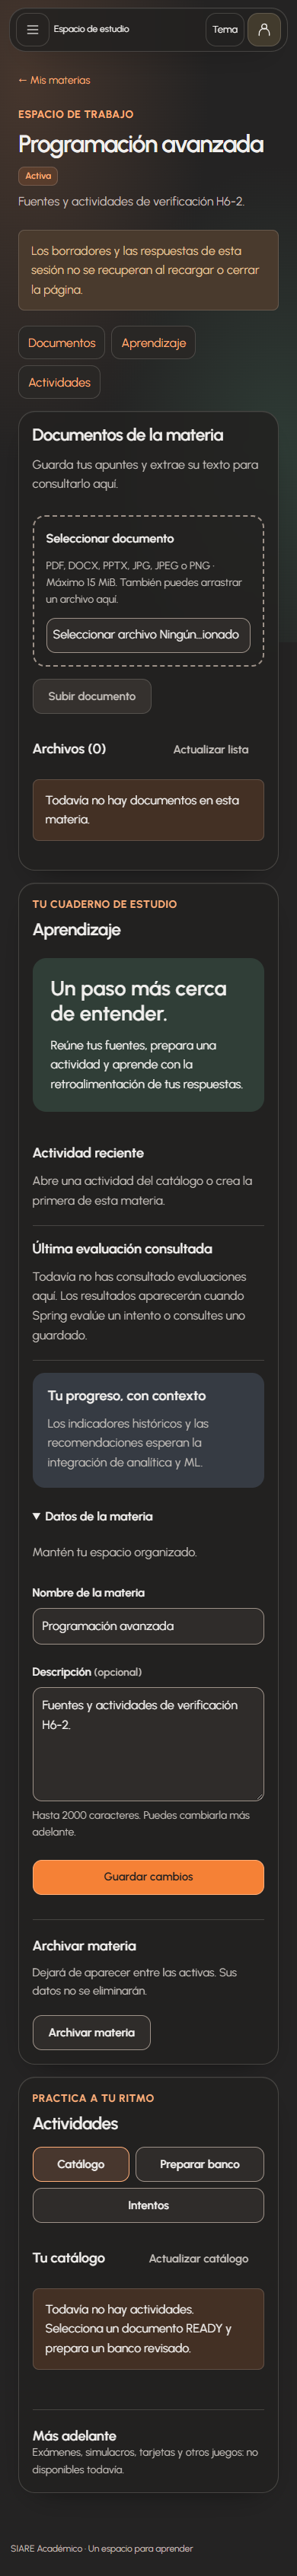 Espacio de estudio
Tema
← Mis materias
ESPACIO DE TRABAJO
Programación avanzada
Activa
Fuentes y actividades de verificación H6-2.
Los borradores y las respuestas de esta
sesión no se recuperan al recargar o cerrar
la página.
Documentos
Aprendizaje
Actividades
Documentos de la materia
Guarda tus apuntes y extrae su texto para
consultarlo aquí.
Seleccionar documento
PDF, DOCX, PPTX, JPG, JPEG o PNG ·
Máximo 15 MiB. También puedes arrastrar
un archivo aquí.
Seleccionar archivo Ningún...ionado
Subir documento
Archivos (0)
Actualizar lista
Todavía no hay documentos en esta
materia.
TU CUADERNO DE ESTUDIO
Aprendizaje
Un paso más cerca
de entender.
Reúne tus fuentes, prepara una
actividad y aprende con la
retroalimentación de tus respuestas.
Actividad reciente
Abre una actividad del catálogo o crea la
primera de esta materia.
Última evaluación consultada
Todavía no has consultado evaluaciones
aquí. Los resultados aparecerán cuando
Spring evalúe un intento o consultes uno
guardado.
Tu progreso, con contexto
Los indicadores históricos y las
recomendaciones esperan la
integración de analítica y ML.
▼ Datos de la materia
Mantén tu espacio organizado.
Nombre de la materia
Programación avanzada
Descripción (opcional)
Fuentes y actividades de verificación
H6-2.
Hasta 2000 caracteres. Puedes cambiarla más
adelante.
Guardar cambios
Archivar materia
Dejará de aparecer entre las activas. Sus
datos no se eliminarán.
Archivar materia
PRACTICA A TU RITMO
Actividades
Catálogo
Preparar banco
Intentos
Tu catálogo
Actualizar catálogo
Todavía no hay actividades.
Selecciona un documento READY y
prepara un banco revisado.
Más adelante
Exámenes, simulacros, tarjetas y otros juegos: no
disponibles todavía.
SIARE Académico · Un espacio para aprender